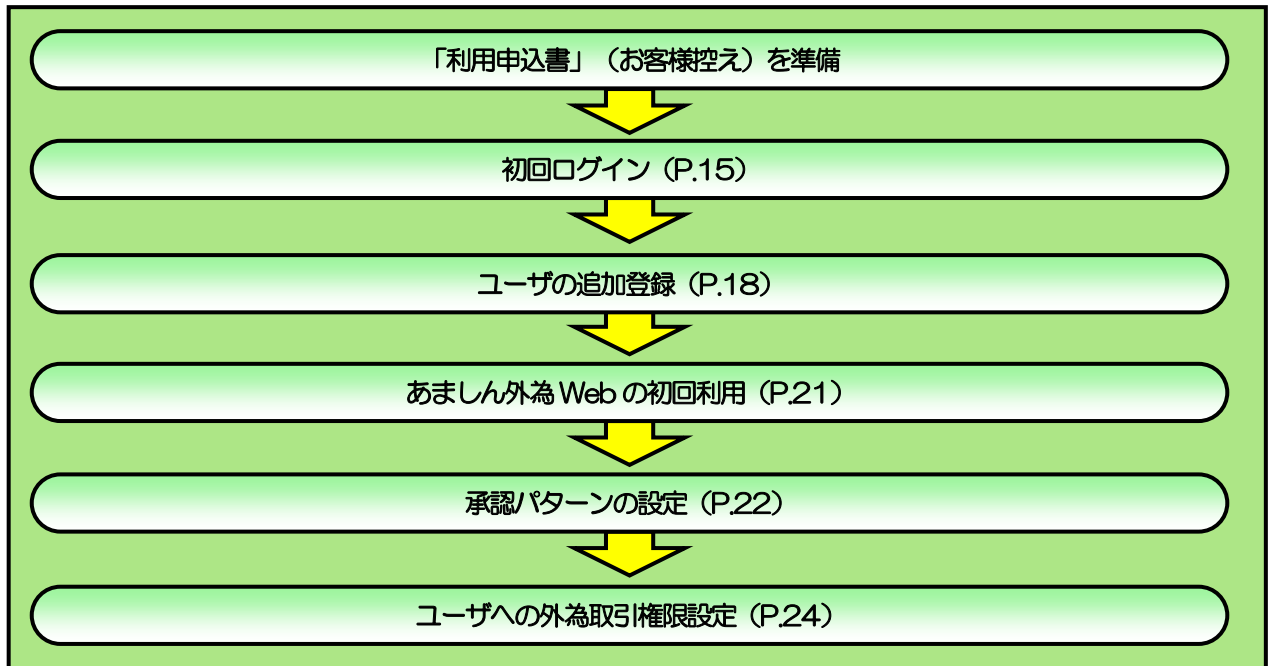 「利用申込書」（お客様控え）を準備
初回ログイン（P.15）
ユーザの追加登録（P.18）
あましん外為 Web の初回利用（P.21）
承認パターンの設定（P.22）
ユーザへの外為取引権限設定（P.24）